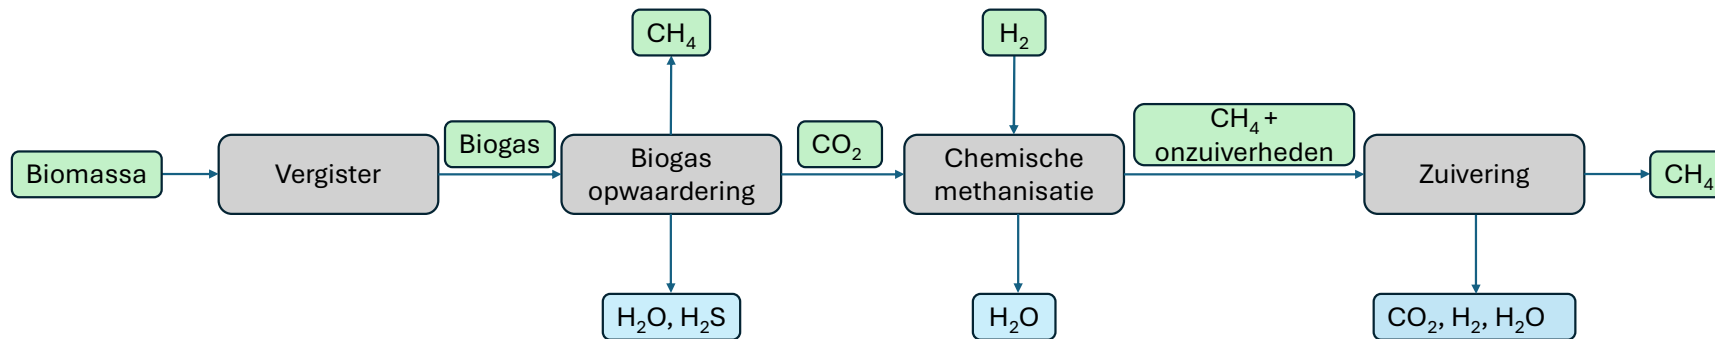 CH₄
H₂
Biomassa
Vergister
Biogas
Biogas
opwaardering
CO₂
Chemische
methanisatie
CH₄ +
onzuiverheden
Zuivering
CH₄
H₂O, H₂S
H₂O
CO₂, H₂, H₂O